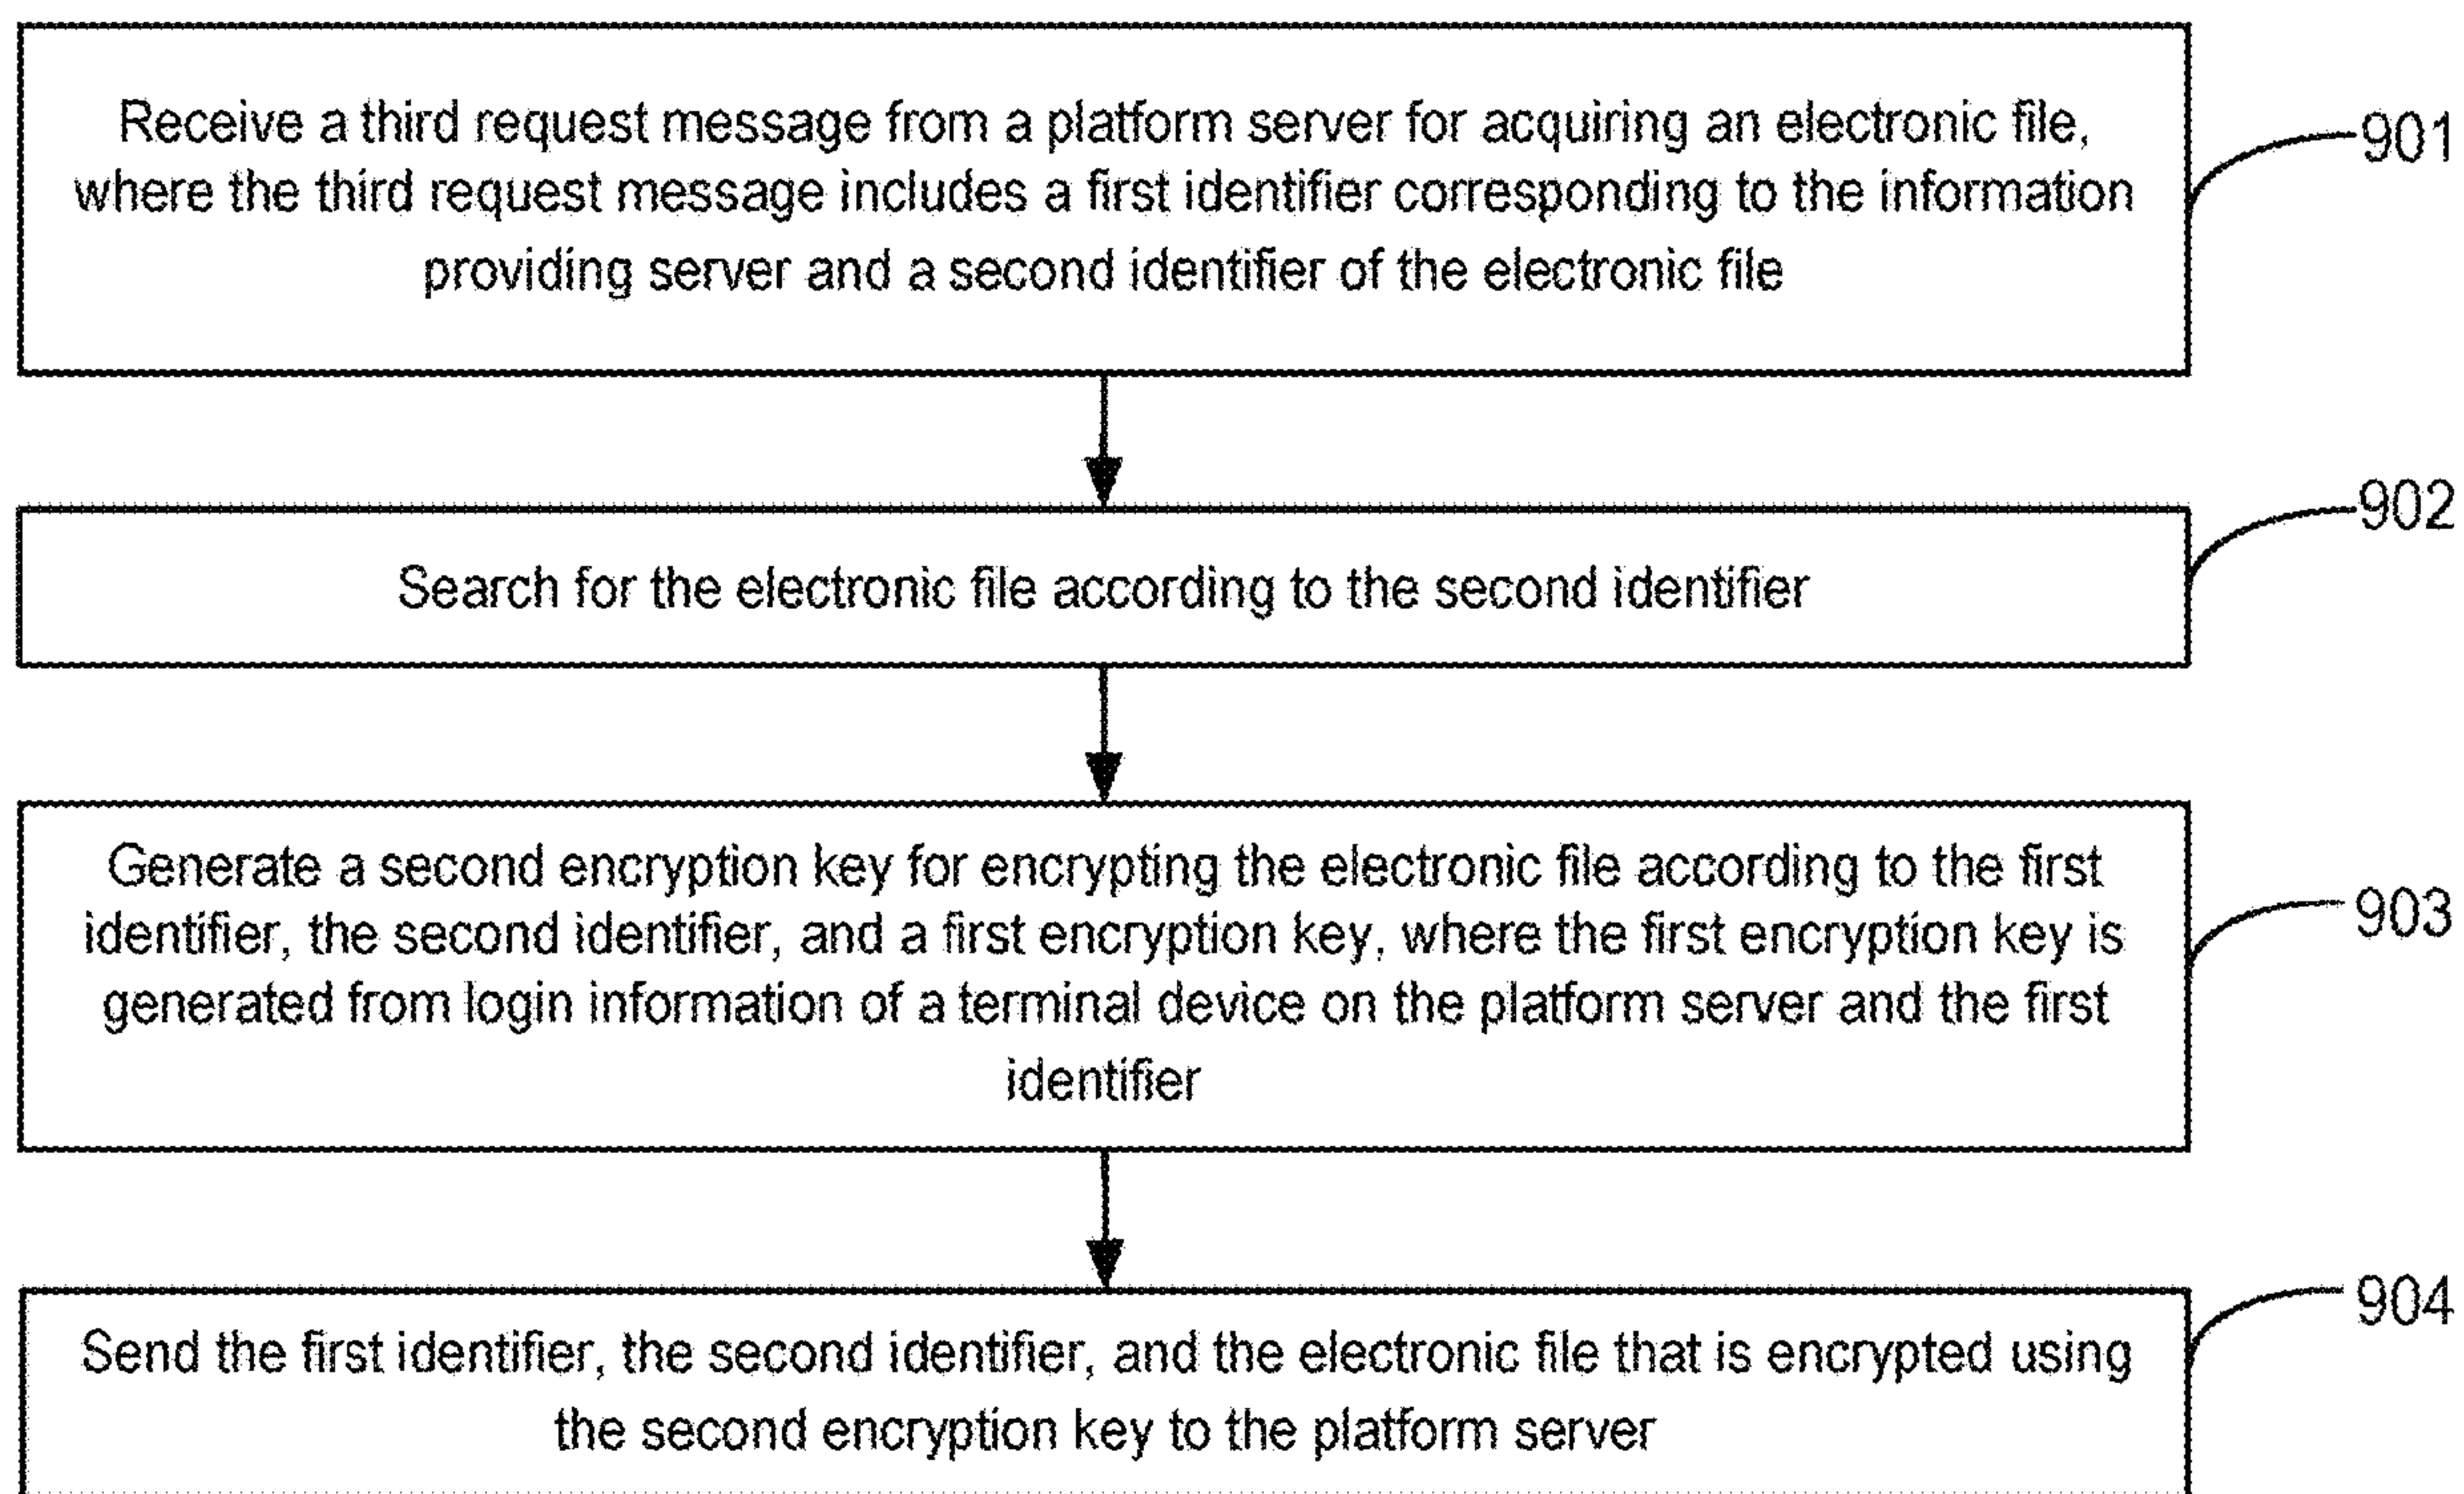 Receive a third request message from a platform server for acquiring an electronic file,
where the third request message includes a first identifier corresponding to the information
providing server and a second identifier of the electronic file
901
Search for the electronic file according to the second identifier
902
Generate a second encryption key for encrypting the electronic file according to the first
identifier, the second identifier, and a first encryption key, where the first encryption key is
generated from login information of a terminal device on the platform server and the first
identifier
903
Send the first identifier, the second identifier, and the electronic file that is encrypted using
the second encryption key to the platform server
904